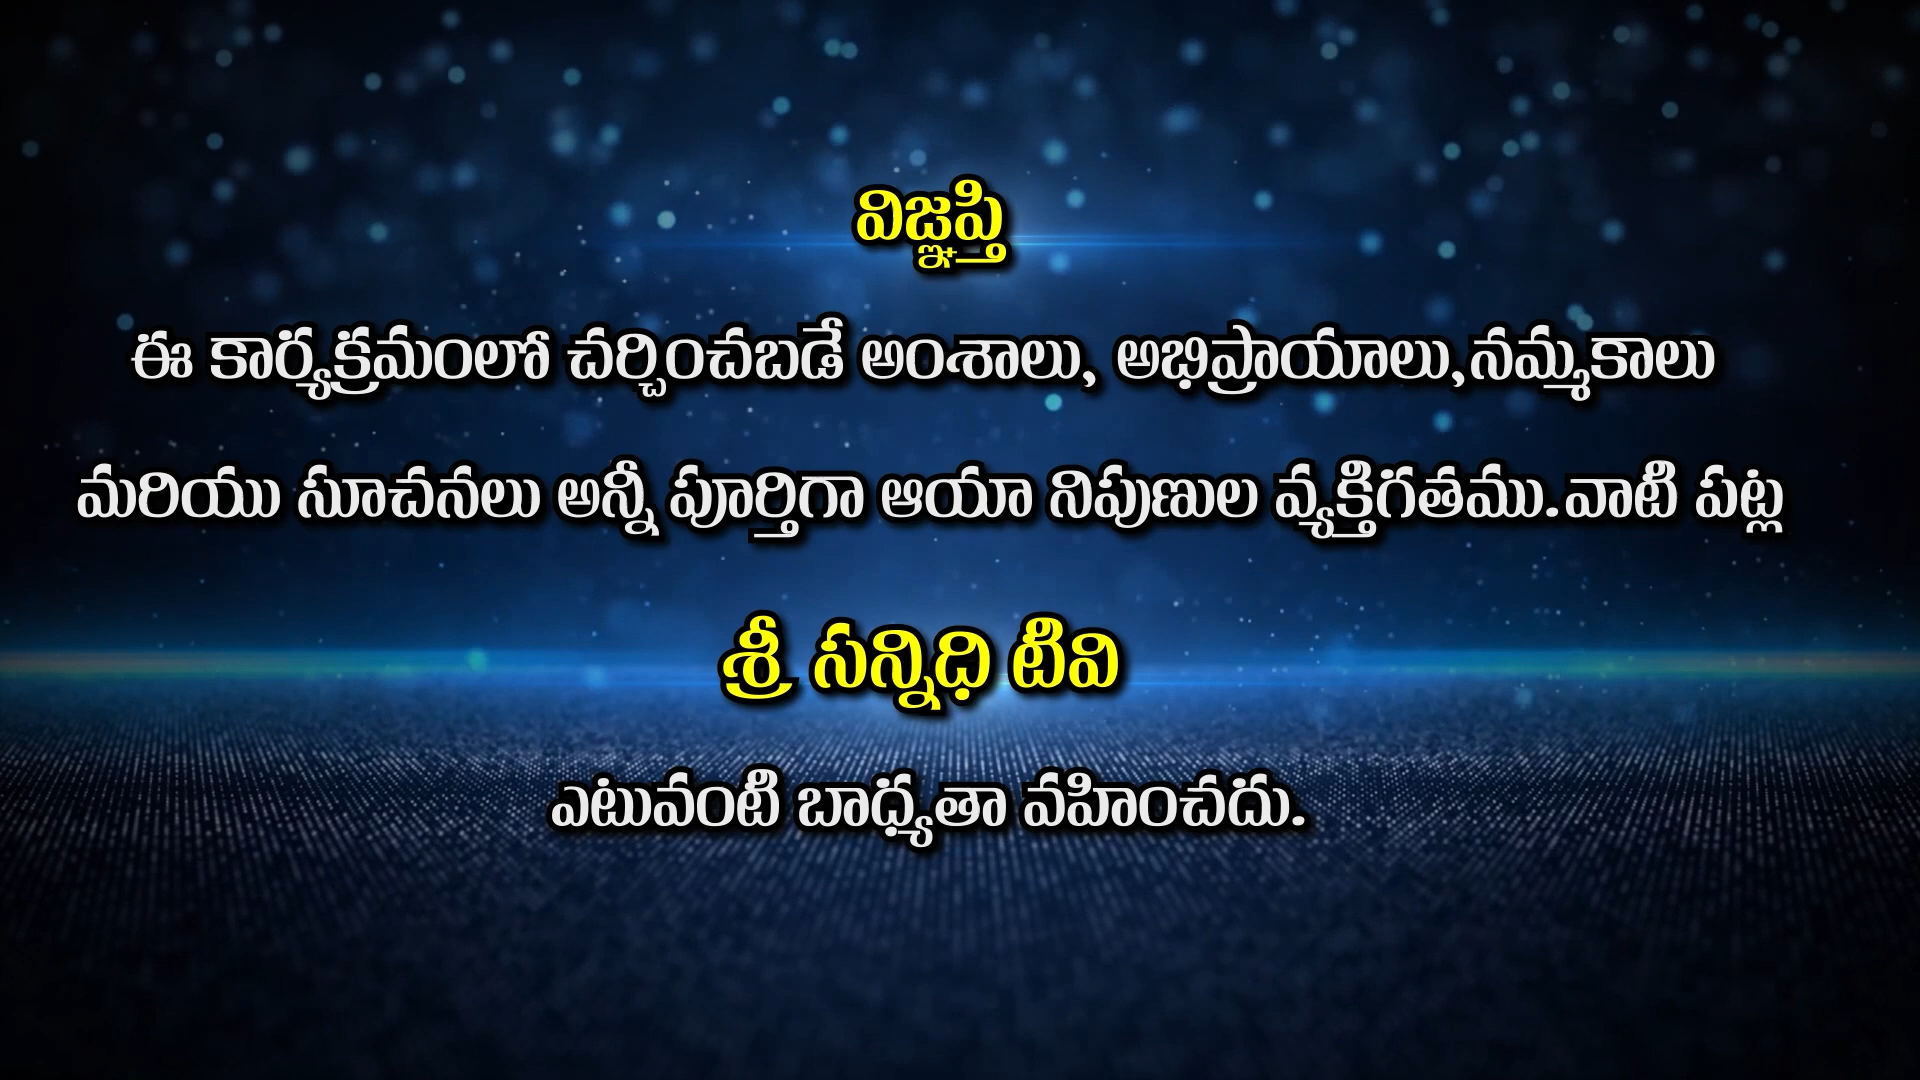 విజ్ఞప్తి
ఈ కార్యక్రమంలో చర్చించబడే అంశాలు, అభిప్రాయాలు,నమ్మకాలు
మరియు సూచనలు అన్నీ పూర్తిగా ఆయా నిపుణుల వ్యక్తిగతము.వాటి పట్ల
శ్రీ సన్నిధి టీవి
ఎటువంటి బాధ్యతా వహించదు.